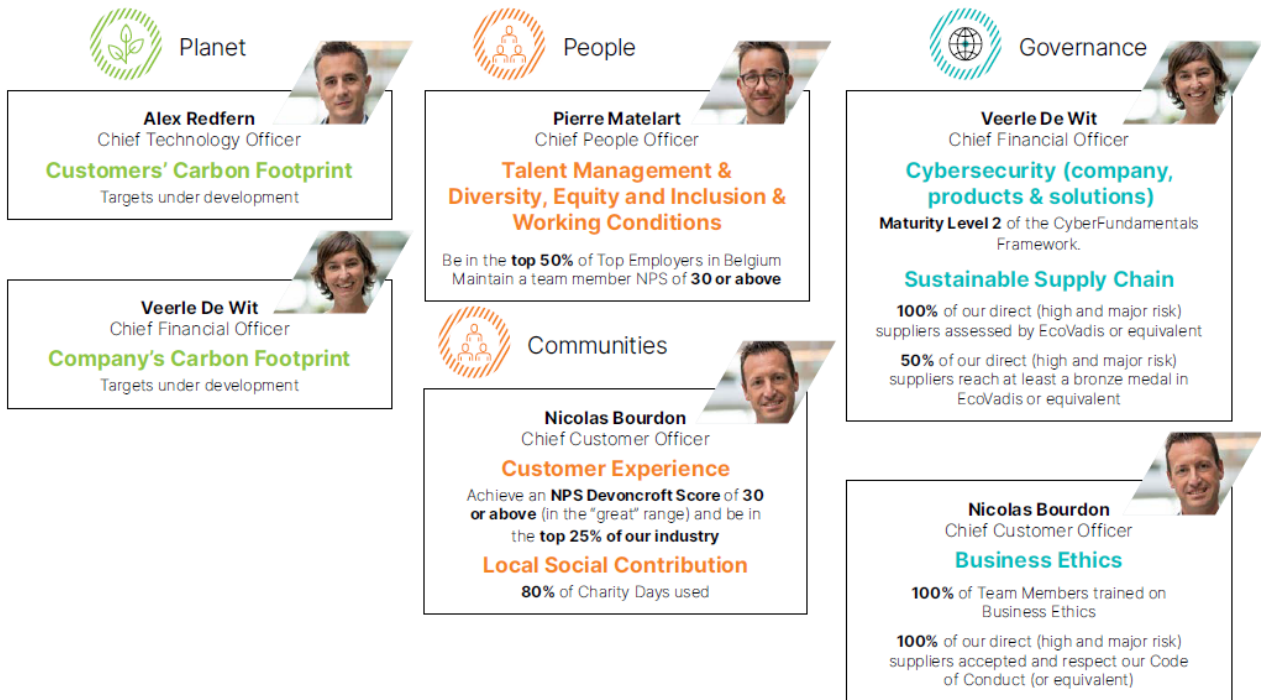 Planet
Alex Redfern
Chief Technology Officer
Customers’ Carbon Footprint
Targets under development
Veerle De Wit
Chief Financial Officer
Company’s Carbon Footprint
Targets under development
People
Pierre Matelart
Chief People Officer
Talent Management &
Diversity, Equity and Inclusion &
Working Conditions
Be in the top 50% of Top Employers in Belgium
Maintain a team member NPS of 30 or above
Communities
Nicolas Bourdon
Chief Customer Officer
Customer Experience
Achieve an NPS Devoncroft Score of 30
or above (in the “great” range) and be in
the top 25% of our industry
Local Social Contribution
80% of Charity Days used
Governance
Veerle De Wit
Chief Financial Officer
Cybersecurity (company,
products & solutions)
Maturity Level 2 of the CyberFundamentals
Framework.
Sustainable Supply Chain
100% of our direct (high and major risk)
suppliers assessed by EcoVadis or equivalent
50% of our direct (high and major risk)
suppliers reach at least a bronze medal in
EcoVadis or equivalent
Nicolas Bourdon
Chief Customer Officer
Business Ethics
100% of Team Members trained on
Business Ethics
100% of our direct (high and major risk)
suppliers accepted and respect our Code
of Conduct (or equivalent)